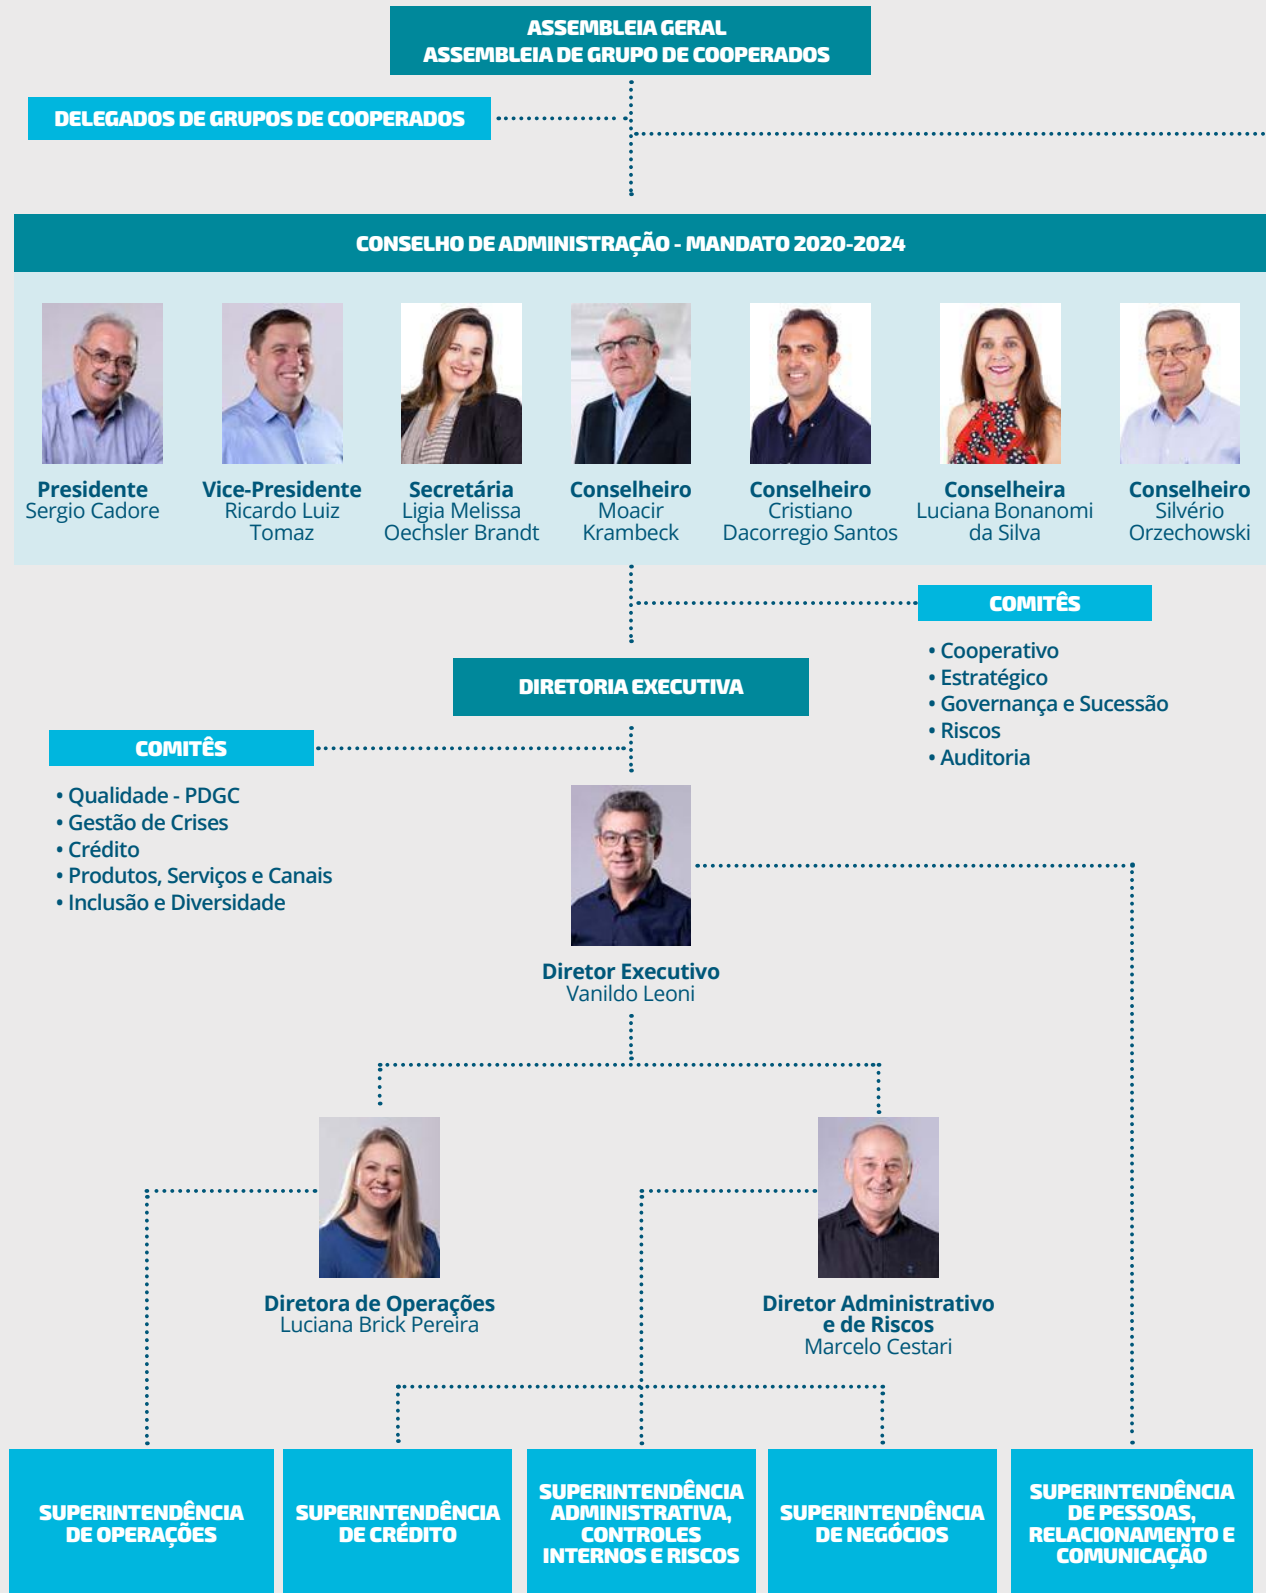 ASSEMBLEIA GERAL
ASSEMBLEIA DE GRUPO DE COOPERADOS
DELEGADOS DE GRUPOS DE COOPERADOS
CONSELHO DE ADMINISTRAÇÃO - MANDATO 2020-2024
Presidente
Sergio Cadore
Vice-Presidente
Ricardo Luiz
Tomaz
Secretária
Ligia Melissa
Oechsler Brandt
Conselheiro
Moacir
Krambeck
Conselheiro
Cristiano
Dacorregio Santos
Conselheira
Luciana Bonanomi
da Silva
Conselheiro
Silvério
Orzechowski
COMITÊS
• Cooperativo
• Estratégico
• Governança e Sucessão
• Riscos
• Auditoria
DIRETORIA EXECUTIVA
COMITÊS
• Qualidade - PDGC
• Gestão de Crises
• Crédito
• Produtos, Serviços e Canais
• Inclusão e Diversidade
Diretor Executivo
Vanildo Leoni
Diretora de Operações
Luciana Brick Pereira
Diretor Administrativo
e de Riscos
Marcelo Cestari
SUPERINTENDÊNCIA
DE OPERAÇÕES
SUPERINTENDÊNCIA
DE CRÉDITO
SUPERINTENDÊNCIA
ADMINISTRATIVA,
CONTROLES
INTERNOS E RISCOS
SUPERINTENDÊNCIA
DE NEGÓCIOS
SUPERINTENDÊNCIA
DE PESSOAS,
RELACIONAMENTO E
COMUNICAÇÃO